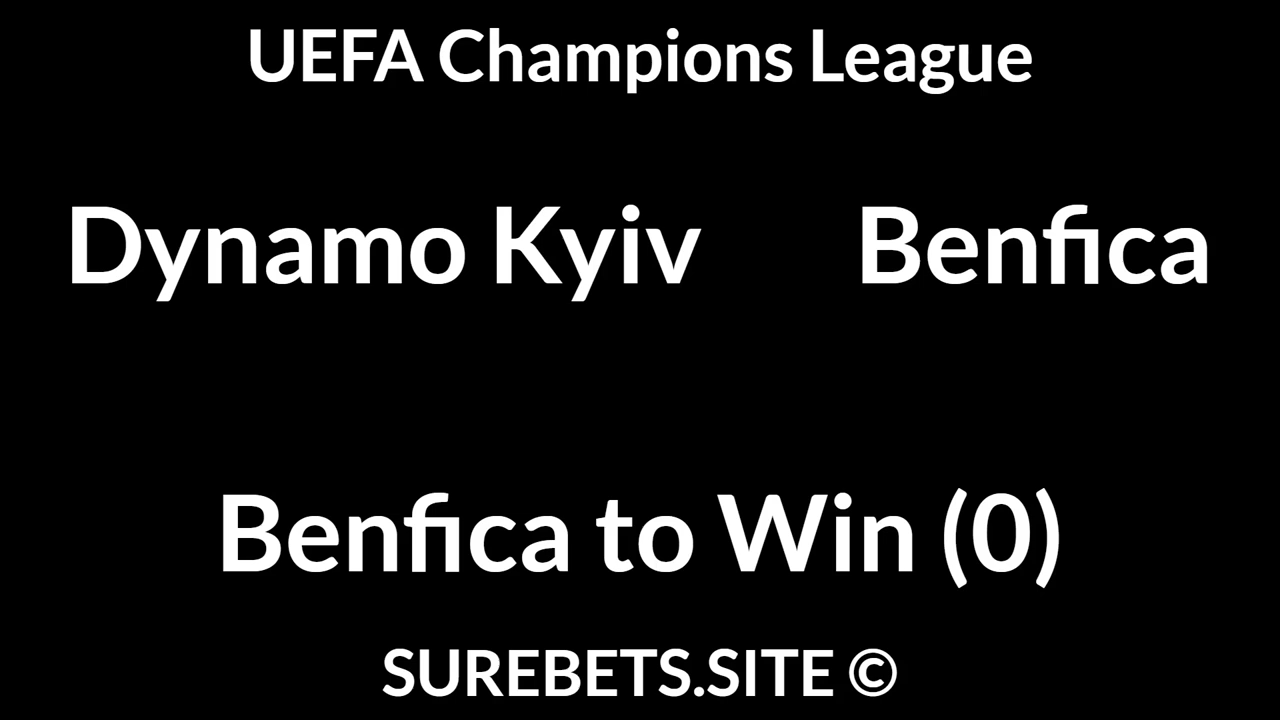 UEFA Champions League
Dynamo Kyiv Benfica
Benfica to Win (0)
SUREBETS.SITE ©